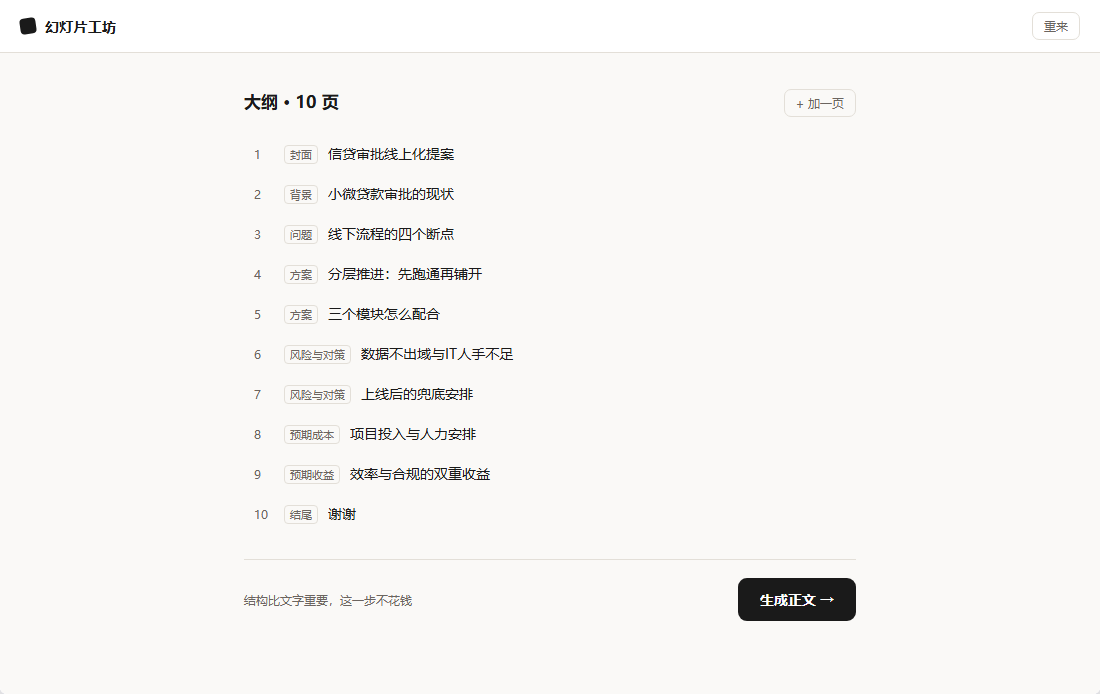 幻灯片工坊
重来
大纲 · 10 页
+ 加一页
1 封面 信贷审批线上化提案
2 背景 小微贷款审批的现状
3 问题 线下流程的四个断点
4 方案 分层推进：先跑通再铺开
5 方案 三个模块怎么配合
6 风险与对策 数据不出域与IT人手不足
7 风险与对策 上线后的兜底安排
8 预期成本 项目投入与人力安排
9 预期收益 效率与合规的双重收益
10 结尾 谢谢
结构比文字重要，这一步不花钱
生成正文 →